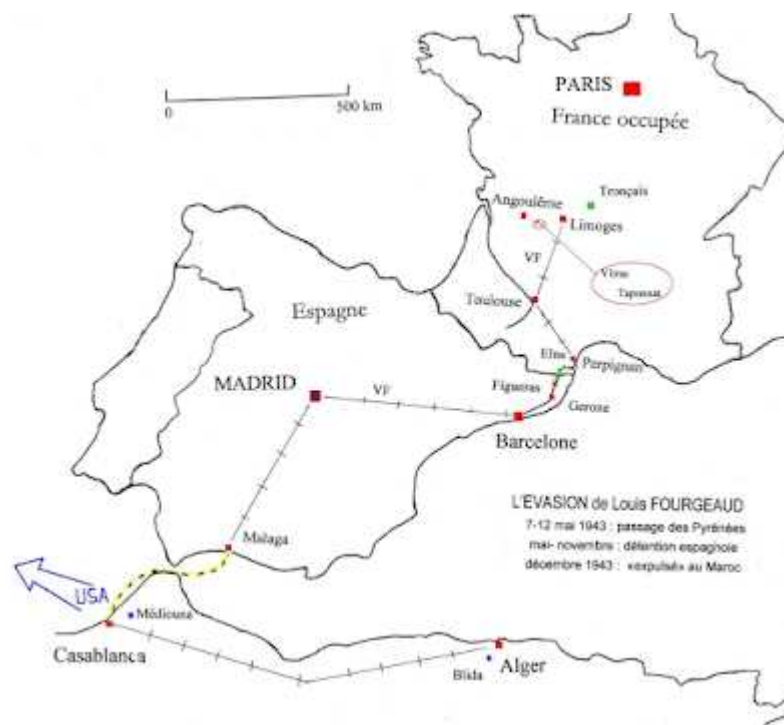 PARIS
France occupée
0
500 km
Tronçais
Angoulême
Limoges
VF
Vivus
Taponnat
Toulouse
Espagne
Elne
Perpignan
MADRID
VF
Figueras
Gerone
Barcelone
L'EVASION de Louis FOURGEAUD
7-12 mai 1943 : passage des Pyrénées
mai- novembre : détention espagnole
décembre 1943 : «expulsé» au Maroc
Malaga
USA
Médiouna
Casablanca
Alger
Blida